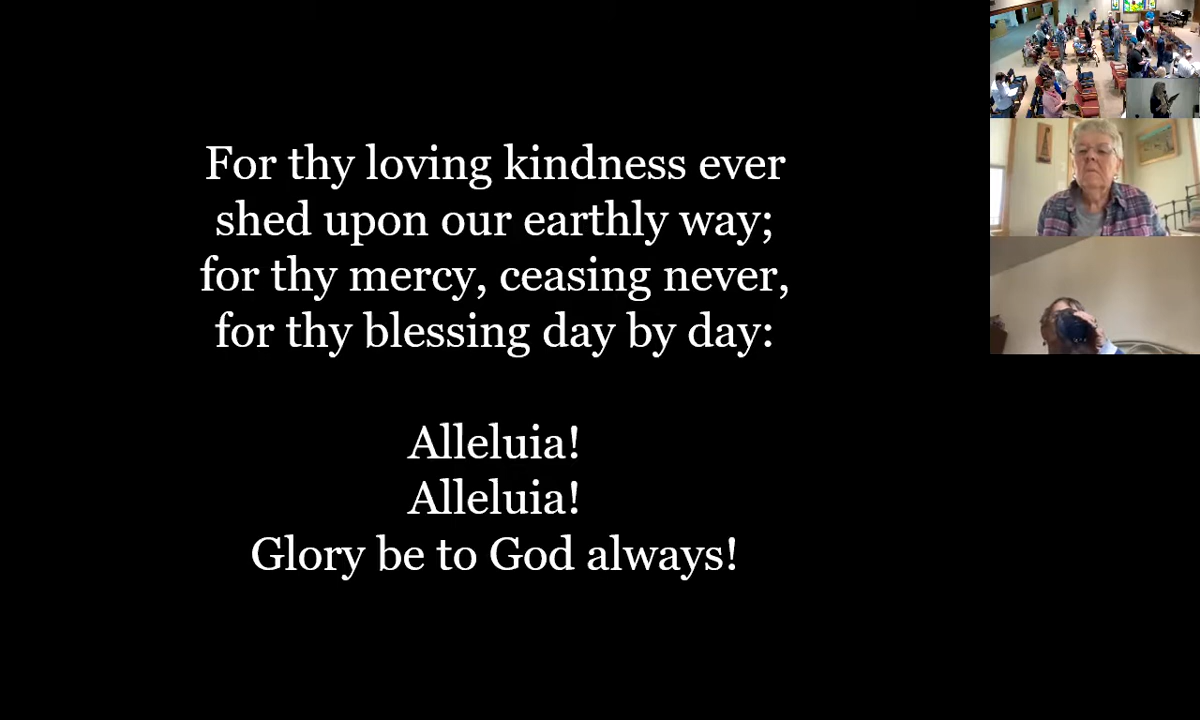 For thy loving kindness ever
shed upon our earthly way;
for thy mercy, ceasing never,
for thy blessing day by day:
Alleluia!
Alleluia!
Glory be to God always!